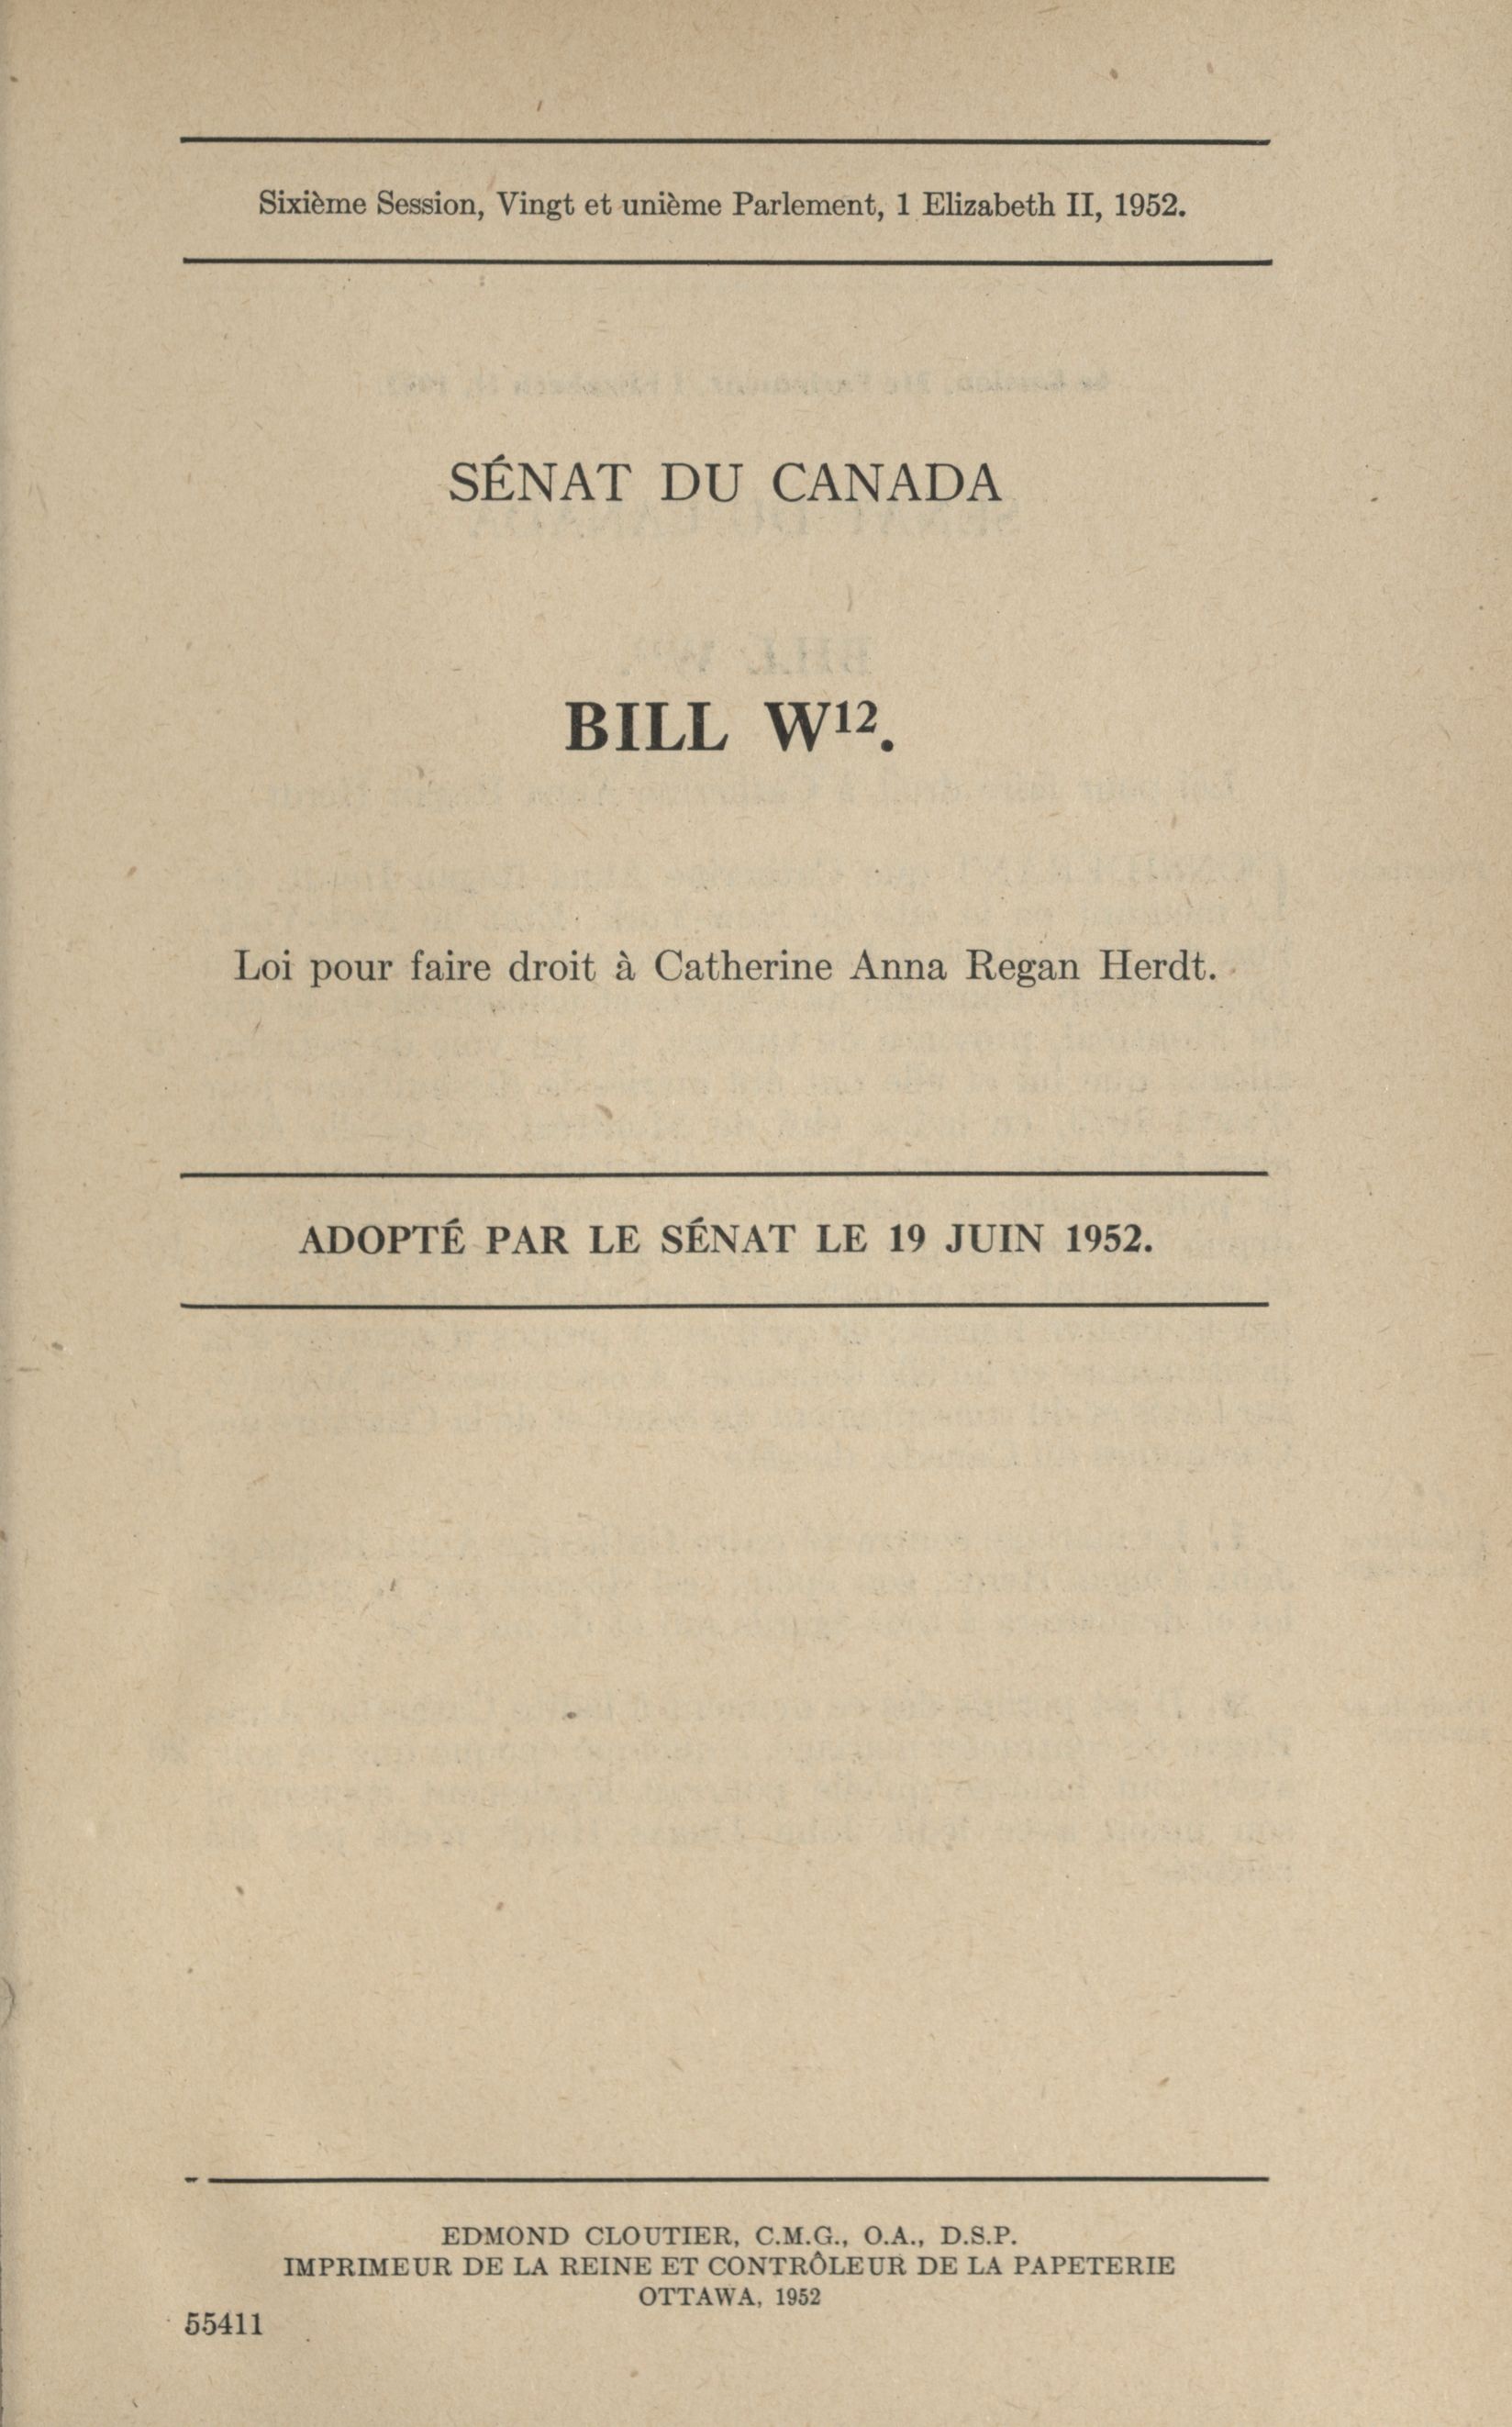 Sixième Session, Vingt et unième Parlement, 1 Elizabeth II, 1952.
SÉNAT DU CANADA
BILL W¹².
Loi pour faire droit à Catherine Anna Regan Herdt.
ADOPTÉ PAR LE SÉNAT LE 19 JUIN 1952.
EDMOND CLOUTIER, C.M.G., O.A., D.S.P.
IMPRIMEUR DE LA REINE ET CONTRÔLEUR DE LA PAPETERIE
OTTAWA, 1952
55411